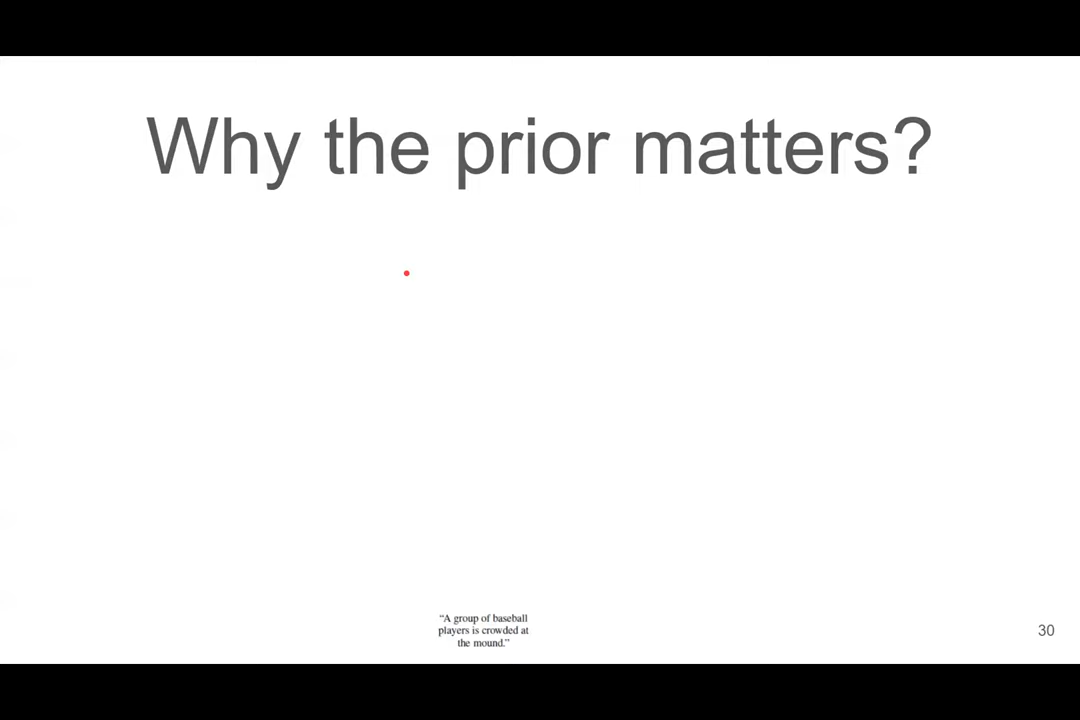 Why the prior matters?
“A group of baseball
players is crowded at
the mound.”
30